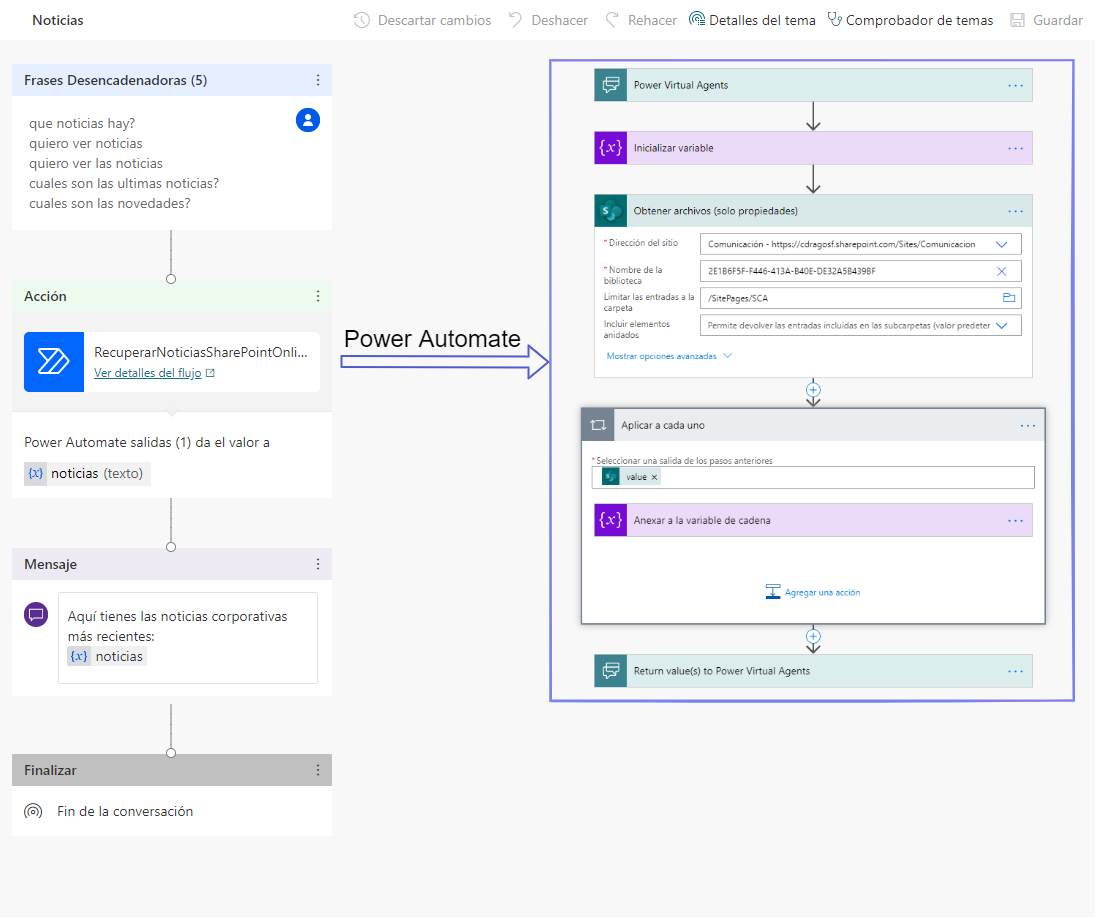 Noticias
Descartar cambios
Deshacer
Rehacer
Detalles del tema
Comprobador de temas
Guardar
Frases Desencadenadoras (5)
que noticias hay?
quiero ver noticias
quiero ver las noticias
cuales son las ultimas noticias?
cuales son las novedades?
Acción
RecuperarNoticiasSharePointOnli...
Ver detalles del flujo
Power Automate salidas (1) da el valor a
{x} noticias (texto)
Mensaje
Aquí tienes las noticias corporativas
más recientes:
{x} noticias
Finalizar
Fin de la conversación
Power Automate
Power Virtual Agents
{x} Inicializar variable
Obtener archivos (solo propiedades)
* Dirección del sitio
Comunicación - https://cdragosf.sharepoint.com/Sites/Comunicacion
* Nombre de la
biblioteca
2E1B6F5F-F446-413A-B40E-DE32A5B439BF
Limitar las entradas a la
carpeta
/SitePages/SCA
Incluir elementos
anidados
Permite devolver las entradas incluidas en las subcarpetas (valor predeter
Mostrar opciones avanzadas
Aplicar a cada uno
* Seleccionar una salida de los pasos anteriores
value ×
{x} Anexar a la variable de cadena
Agregar una acción
Return value(s) to Power Virtual Agents